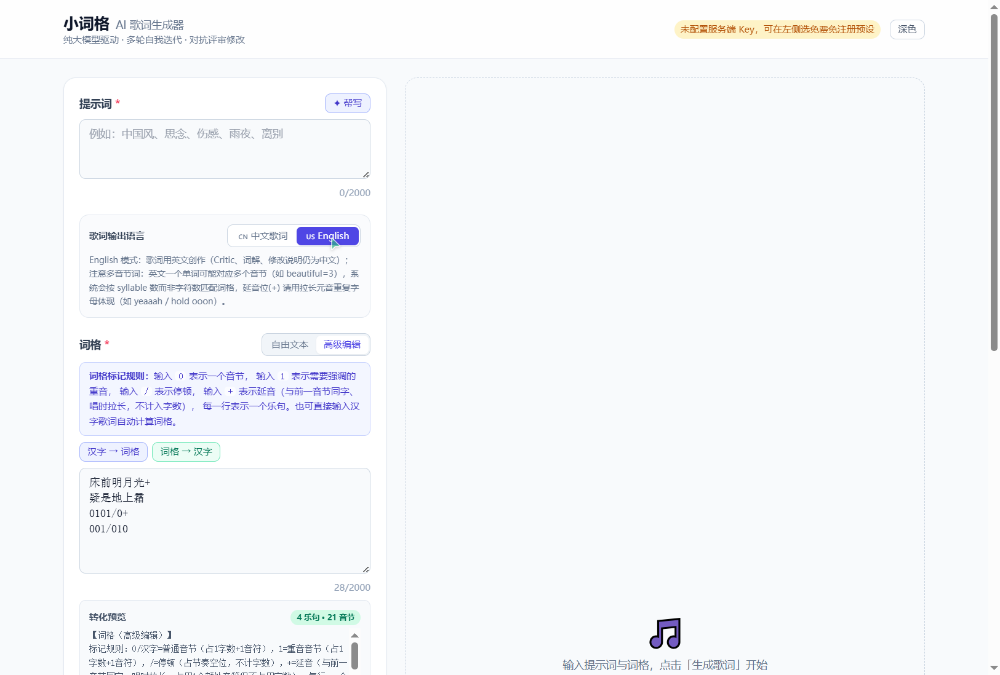 小词格 AI 歌词生成器
纯大模型驱动 · 多轮自我迭代 · 对抗评审修改
未配置服务端 Key，可在左侧选免费免注册预设
深色
提示词 *
✦ 帮写
例如：中国风、思念、伤感、雨夜、离别
0/2000
歌词输出语言
CN 中文歌词
US English
English 模式：歌词用英文创作（Critic、词解、修改说明仍为中文）；
注意多音节词：英文一个单词可能对应多个音节（如 beautiful=3），系
统会按 syllable 数而非字符数匹配词格，延音位(+) 请用拉长元音重复字
母体现（如 yeaaah / hold ooon）。
词格 *
自由文本
高级编辑
词格标记规则：输入 0 表示一个音节， 输入 1 表示需要强调的
重音， 输入 / 表示停顿， 输入 + 表示延音（与前一音节同字、
唱时拉长，不计入字数）， 每一行表示一个乐句。也可直接输入汉
字歌词自动计算词格。
汉字 → 词格
词格 → 汉字
床前明月光+
疑是地上霜
0101/0+
001/010
28/2000
转化预览
4 乐句 • 21 音节
【词格（高级编辑）】
标记规则：0/汉字=普通音节（占1字数+1音符），1=重音音节（占1
字数+1音符），/=停顿（占节奏空位，不计字数），+=延音（与前一
输入提示词与词格，点击「生成歌词」开始